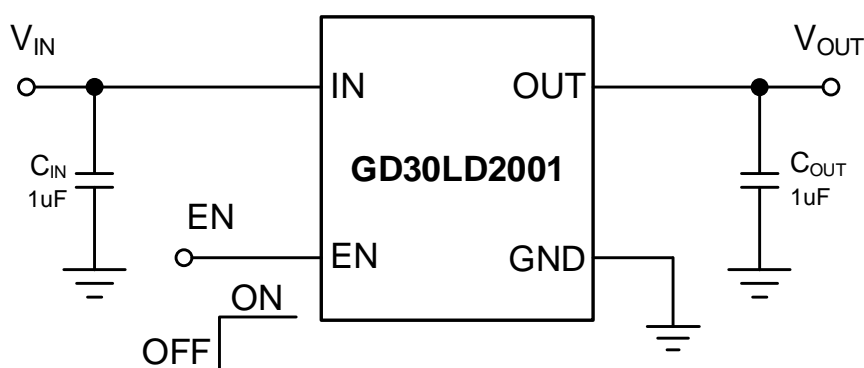 VIN
VOUT
IN
OUT
GD30LD2001
CIN
1uF
COUT
1uF
EN
EN
GND
ON
OFF